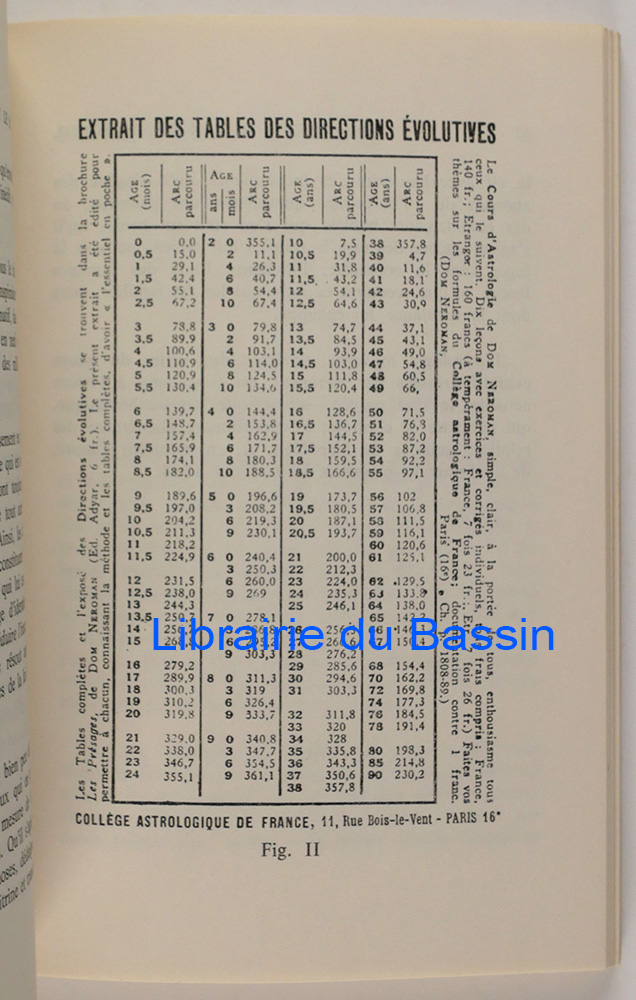 EXTRAIT DES TABLES DES DIRECTIONS ÉVOLUTIVES
Les Tables complètes et l'exposé des Directions évolutives se trouvent dans la brochure
Les Présages, de Dom Neroman (Ed. Adyar, 6 fr.). Le présent extrait a été édité pour
permettre à chacun, connaissant la méthode et les tables complètes, d'avoir « l'essentiel en poche ».
AGE (mois) ARC parcouru AGE ans mois ARC parcouru AGE (ans) ARC parcouru AGE (ans) ARC parcouru
0 0,0 2 0 355,1 10 7,5 38 357,8
0,5 15,0 2 11,1 10,5 19,9 39 4,7
1 29,1 4 26,3 11 31,8 40 11,6
1,5 42,4 6 40,7 11,5 43,2 41 18,1
2 55,1 8 54,4 12 54,1 42 24,6
2,5 67,2 10 67,4 12,5 64,6 43 30,9
3 78,8 3 0 79,8 13 74,7 44 37,1
3,5 89,9 2 91,7 13,5 84,5 45 43,1
4 100,6 4 103,1 14 93,9 46 49,0
4,5 110,9 6 114,0 14,5 103,0 47 54,8
5 120,9 8 124,5 15 111,8 48 60,5
5,5 130,4 10 134,6 15,5 120,4 49 66,
6 139,7 4 0 144,4 16 128,6 50 71,5
6,5 148,7 2 153,8 16,5 136,7 51 76,8
7 157,4 4 162,9 17 144,5 52 82,0
7,5 165,9 6 171,7 17,5 152,1 53 87,2
8 174,1 8 180,3 18 159,5 54 92,2
8,5 182,0 10 188,5 18,5 166,6 55 97,1
9 189,6 5 0 196,6 19 173,7 56 102
9,5 197,0 3 208,2 19,5 180,5 57 106,8
10 204,2 6 219,3 20 187,1 58 111,5
10,5 211,3 9 230,1 20,5 193,7 59 116,1
11 218,2 60 120,6
11,5 224,9 6 0 240,4 21 200,0 61 125,1
3 250,3 22 212,3
12 231,5 6 260,0 23 224,0 62 129,5
12,5 238,0 9 269 24 235,3 63 133,8
13 244,3 25 246,1 64 138,0
13,5 7 0 278,1 65
14
15
9 303,3 28 276,2
16 279,2 29 285,6 68 154,4
17 289,9 8 0 311,3 30 294,6 70 162,2
18 300,3 3 319 31 303,3 72 169,8
19 310,2 6 326,4 74 177,3
20 319,8 9 333,7 32 311,8 76 184,5
33 320 78 191,4
21 329,0 9 0 340,8 34 328
22 338,0 3 347,7 35 335,8 80 198,3
23 346,7 6 354,5 36 343,3 85 214,8
24 355,1 9 361,1 37 350,6 90 230,2
38 357,8
Le Cours d'Astrologie de Dom Neroman, simple, clair, à la portée de tous, enthousiasme tous
ceux qui le suivent. Dix leçons avec exercices et corrigés individuels, frais compris : France,
140 fr.; Etranger : 160 francs (à tempérament : France, 7 fois 23 fr.; 7 fois 26 fr.) Faites vos
thèmes sur les formules du Collège astrologique de France; documentation contre 1 franc.
(Dom Neroman, Paris, (16e) Ch. p. 1808-89.)
COLLÈGE ASTROLOGIQUE DE FRANCE, 11, Rue Bois-le-Vent - PARIS 16e
Fig. II
Librairie du Bassin